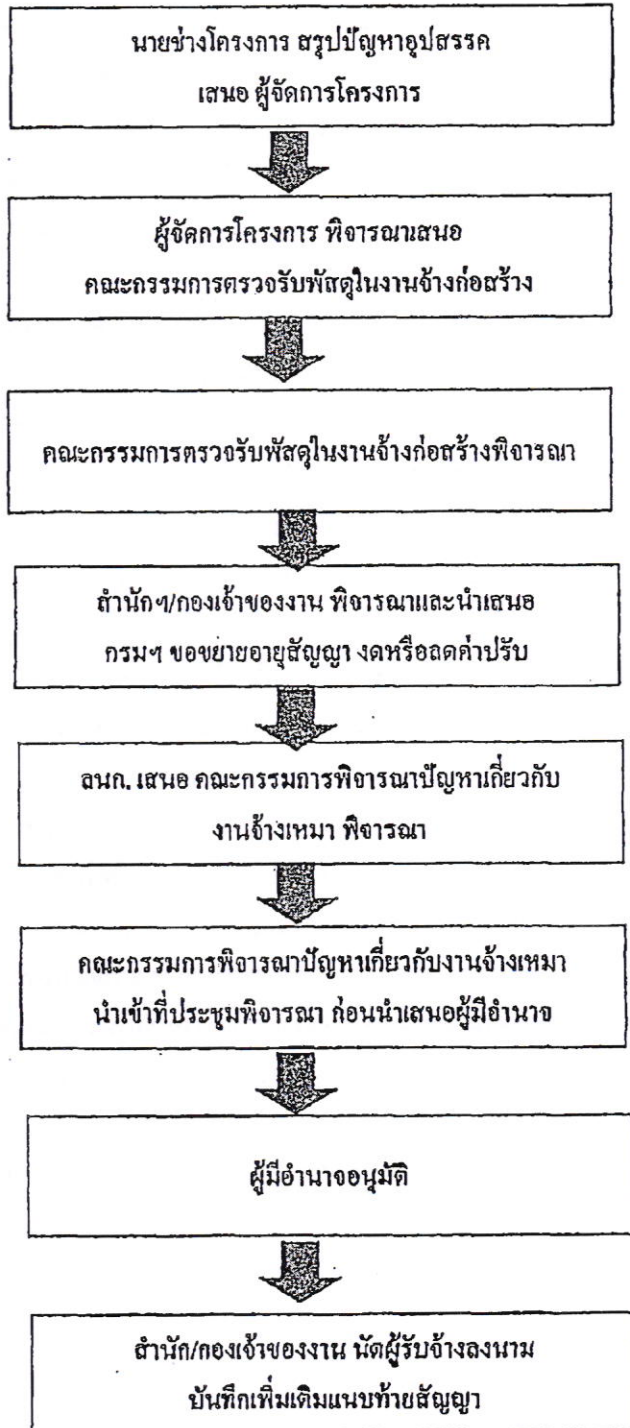 นายช่างโครงการ สรุปปัญหาอุปสรรค
เสนอ ผู้จัดการโครงการ
ผู้จัดการโครงการ พิจารณาเสนอ
คณะกรรมการตรวจรับพัสดุในงานจ้างก่อสร้าง
คณะกรรมการตรวจรับพัสดุในงานจ้างก่อสร้างพิจารณา
สำนักฯ/กองเจ้าของงาน พิจารณาและนำเสนอ
กรมฯ ขอขยายอายุสัญญา งดหรือลดค่าปรับ
ลนก. เสนอ คณะกรรมการพิจารณาปัญหาเกี่ยวกับ
งานจ้างเหมา พิจารณา
คณะกรรมการพิจารณาปัญหาเกี่ยวกับงานจ้างเหมา
นำเข้าที่ประชุมพิจารณา ก่อนนำเสนอผู้มีอำนาจ
ผู้มีอำนาจอนุมัติ
สำนัก/กองเจ้าของงาน นัดผู้รับจ้างลงนาม
บันทึกเพิ่มเติมแนบท้ายสัญญา